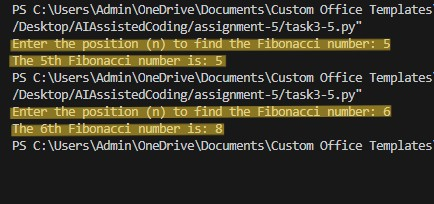 PS C:\Users\Admin\OneDrive\Documents\Custom Office Templates
/Desktop/AIAssistedCoding/assignment-5/task3-5.py"
Enter the position (n) to find the Fibonacci number: 5
The 5th Fibonacci number is: 5
PS C:\Users\Admin\OneDrive\Documents\Custom Office Templates
/Desktop/AIAssistedCoding/assignment-5/task3-5.py"
Enter the position (n) to find the Fibonacci number: 6
The 6th Fibonacci number is: 8
PS C:\Users\Admin\OneDrive\Documents\Custom Office Templates